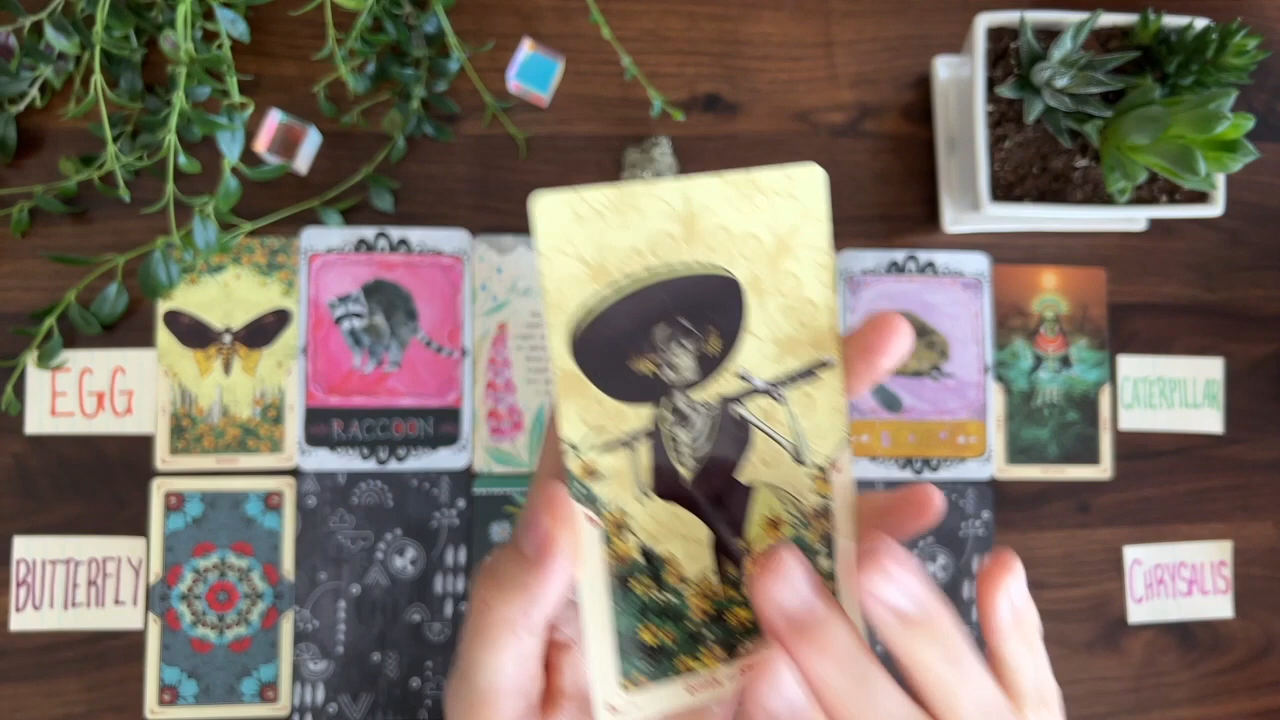 EGG
RACCOON
CATERPILLAR
BUTTERFLY
CHRYSALIS